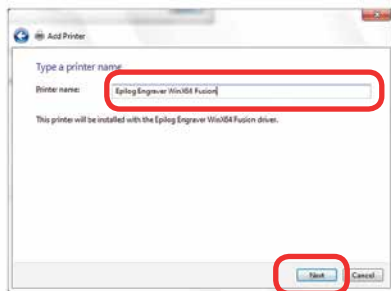 Add Printer
Type a printer name
Printer name: Epilog Engraver WinX64 Fusion
This printer will be installed with the Epilog Engraver WinX64 Fusion driver.
Next Cancel